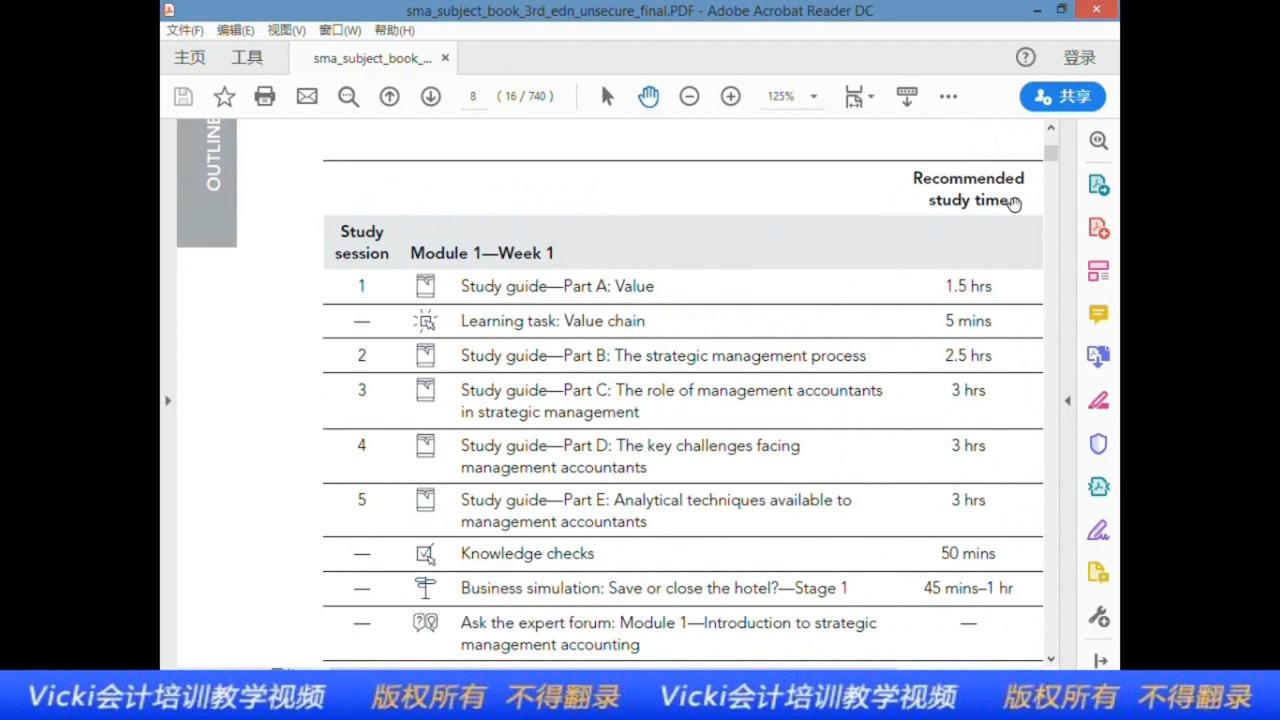 sma_subject_book_3rd_edn_unsecure_final.PDF - Adobe Acrobat Reader DC
文件(F) 编辑(E) 视图(V) 窗口(W) 帮助(H)
主页 工具 sma_subject_book_... × 登录
8 ( 16 / 740 ) 125% 共享
OUTLINE
Recommended
study time
Study
session Module 1—Week 1
1 Study guide—Part A: Value 1.5 hrs
— Learning task: Value chain 5 mins
2 Study guide—Part B: The strategic management process 2.5 hrs
3 Study guide—Part C: The role of management accountants 3 hrs
in strategic management
4 Study guide—Part D: The key challenges facing 3 hrs
management accountants
5 Study guide—Part E: Analytical techniques available to 3 hrs
management accountants
— Knowledge checks 50 mins
— Business simulation: Save or close the hotel?—Stage 1 45 mins–1 hr
— Ask the expert forum: Module 1—Introduction to strategic —
management accounting
Vicki会计培训教学视频 版权所有 不得翻录 Vicki会计培训教学视频 版权所有 不得翻录